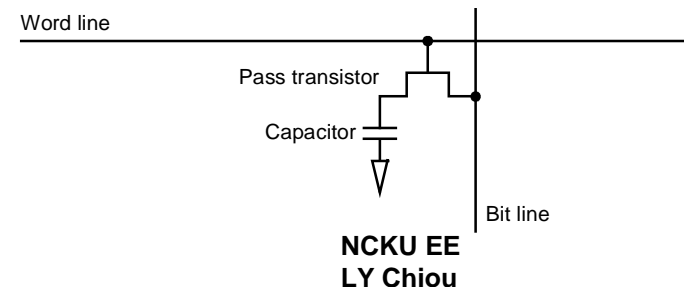 Word line
Pass transistor
Capacitor
Bit line
NCKU EE
LY Chiou